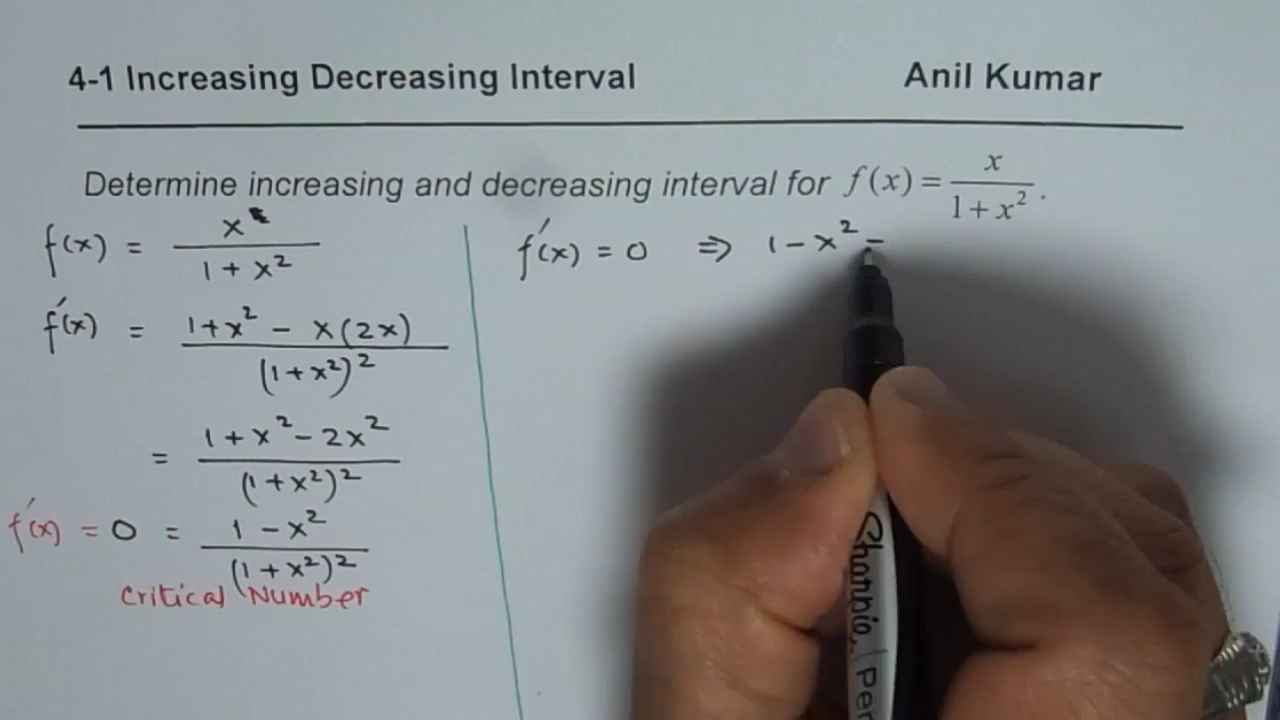 4-1 Increasing Decreasing Interval Anil Kumar
Determine increasing and decreasing interval for f(x) = x / (1 + x²).
f(x) = x / (1 + x²)
f'(x) = (1 + x² - x(2x)) / (1 + x²)²
= (1 + x² - 2x²) / (1 + x²)²
f'(x) = 0 = (1 - x²) / (1 + x²)²
Critical Number
f'(x) = 0 ⇒ 1 - x² =
Sharpie
Per